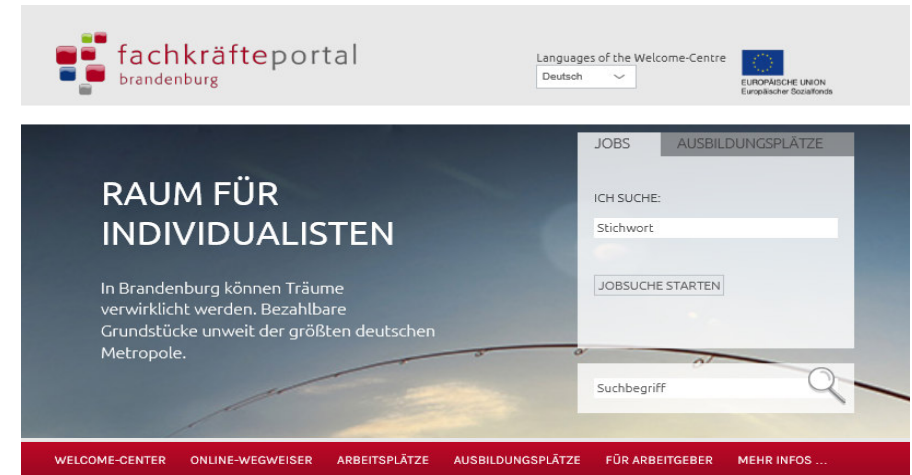 fachkräfteportal
brandenburg
Languages of the Welcome-Centre
Deutsch
EUROPÄISCHE UNION
Europäischer Sozialfonds
JOBS
AUSBILDUNGSPLÄTZE
RAUM FÜR
INDIVIDUALISTEN
In Brandenburg können Träume
verwirklicht werden. Bezahlbare
Grundstücke unweit der größten deutschen
Metropole.
ICH SUCHE:
Stichwort
JOBSUCHE STARTEN
Suchbegriff
WELCOME-CENTER ONLINE-WEGWEISER ARBEITSPLÄTZE AUSBILDUNGSPLÄTZE FÜR ARBEITGEBER MEHR INFOS ...